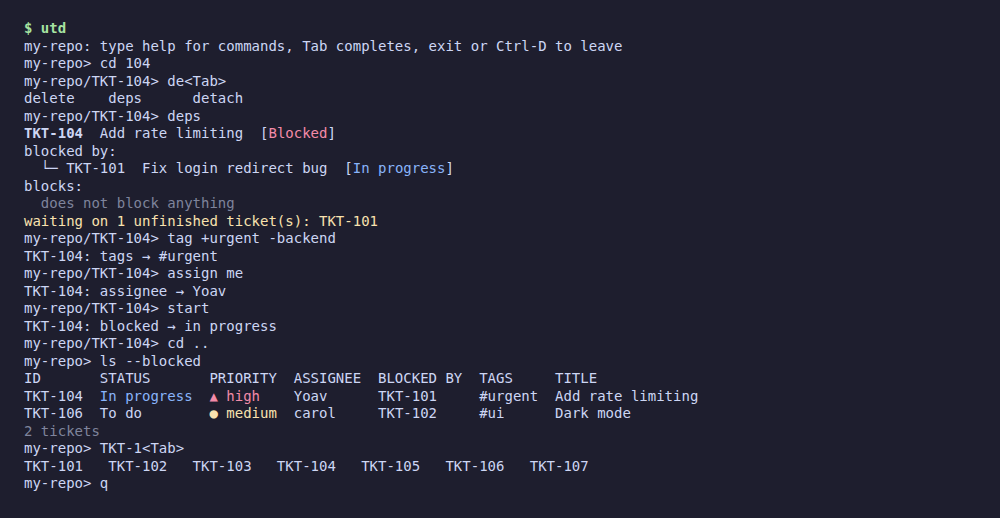 $ utd
my-repo: type help for commands, Tab completes, exit or Ctrl-D to leave
my-repo> cd 104
my-repo/TKT-104> de<Tab>
delete    deps      detach
my-repo/TKT-104> deps
TKT-104  Add rate limiting  [Blocked]
blocked by:
  └─ TKT-101  Fix login redirect bug  [In progress]
blocks:
  does not block anything
waiting on 1 unfinished ticket(s): TKT-101
my-repo/TKT-104> tag +urgent -backend
TKT-104: tags → #urgent
my-repo/TKT-104> assign me
TKT-104: assignee → Yoav
my-repo/TKT-104> start
TKT-104: blocked → in progress
my-repo/TKT-104> cd ..
my-repo> ls --blocked
ID       STATUS       PRIORITY  ASSIGNEE  BLOCKED BY  TAGS     TITLE
TKT-104  In progress  ▲ high    Yoav      TKT-101     #urgent  Add rate limiting
TKT-106  To do        ● medium  carol     TKT-102     #ui      Dark mode
2 tickets
my-repo> TKT-1<Tab>
TKT-101   TKT-102   TKT-103   TKT-104   TKT-105   TKT-106   TKT-107
my-repo> q